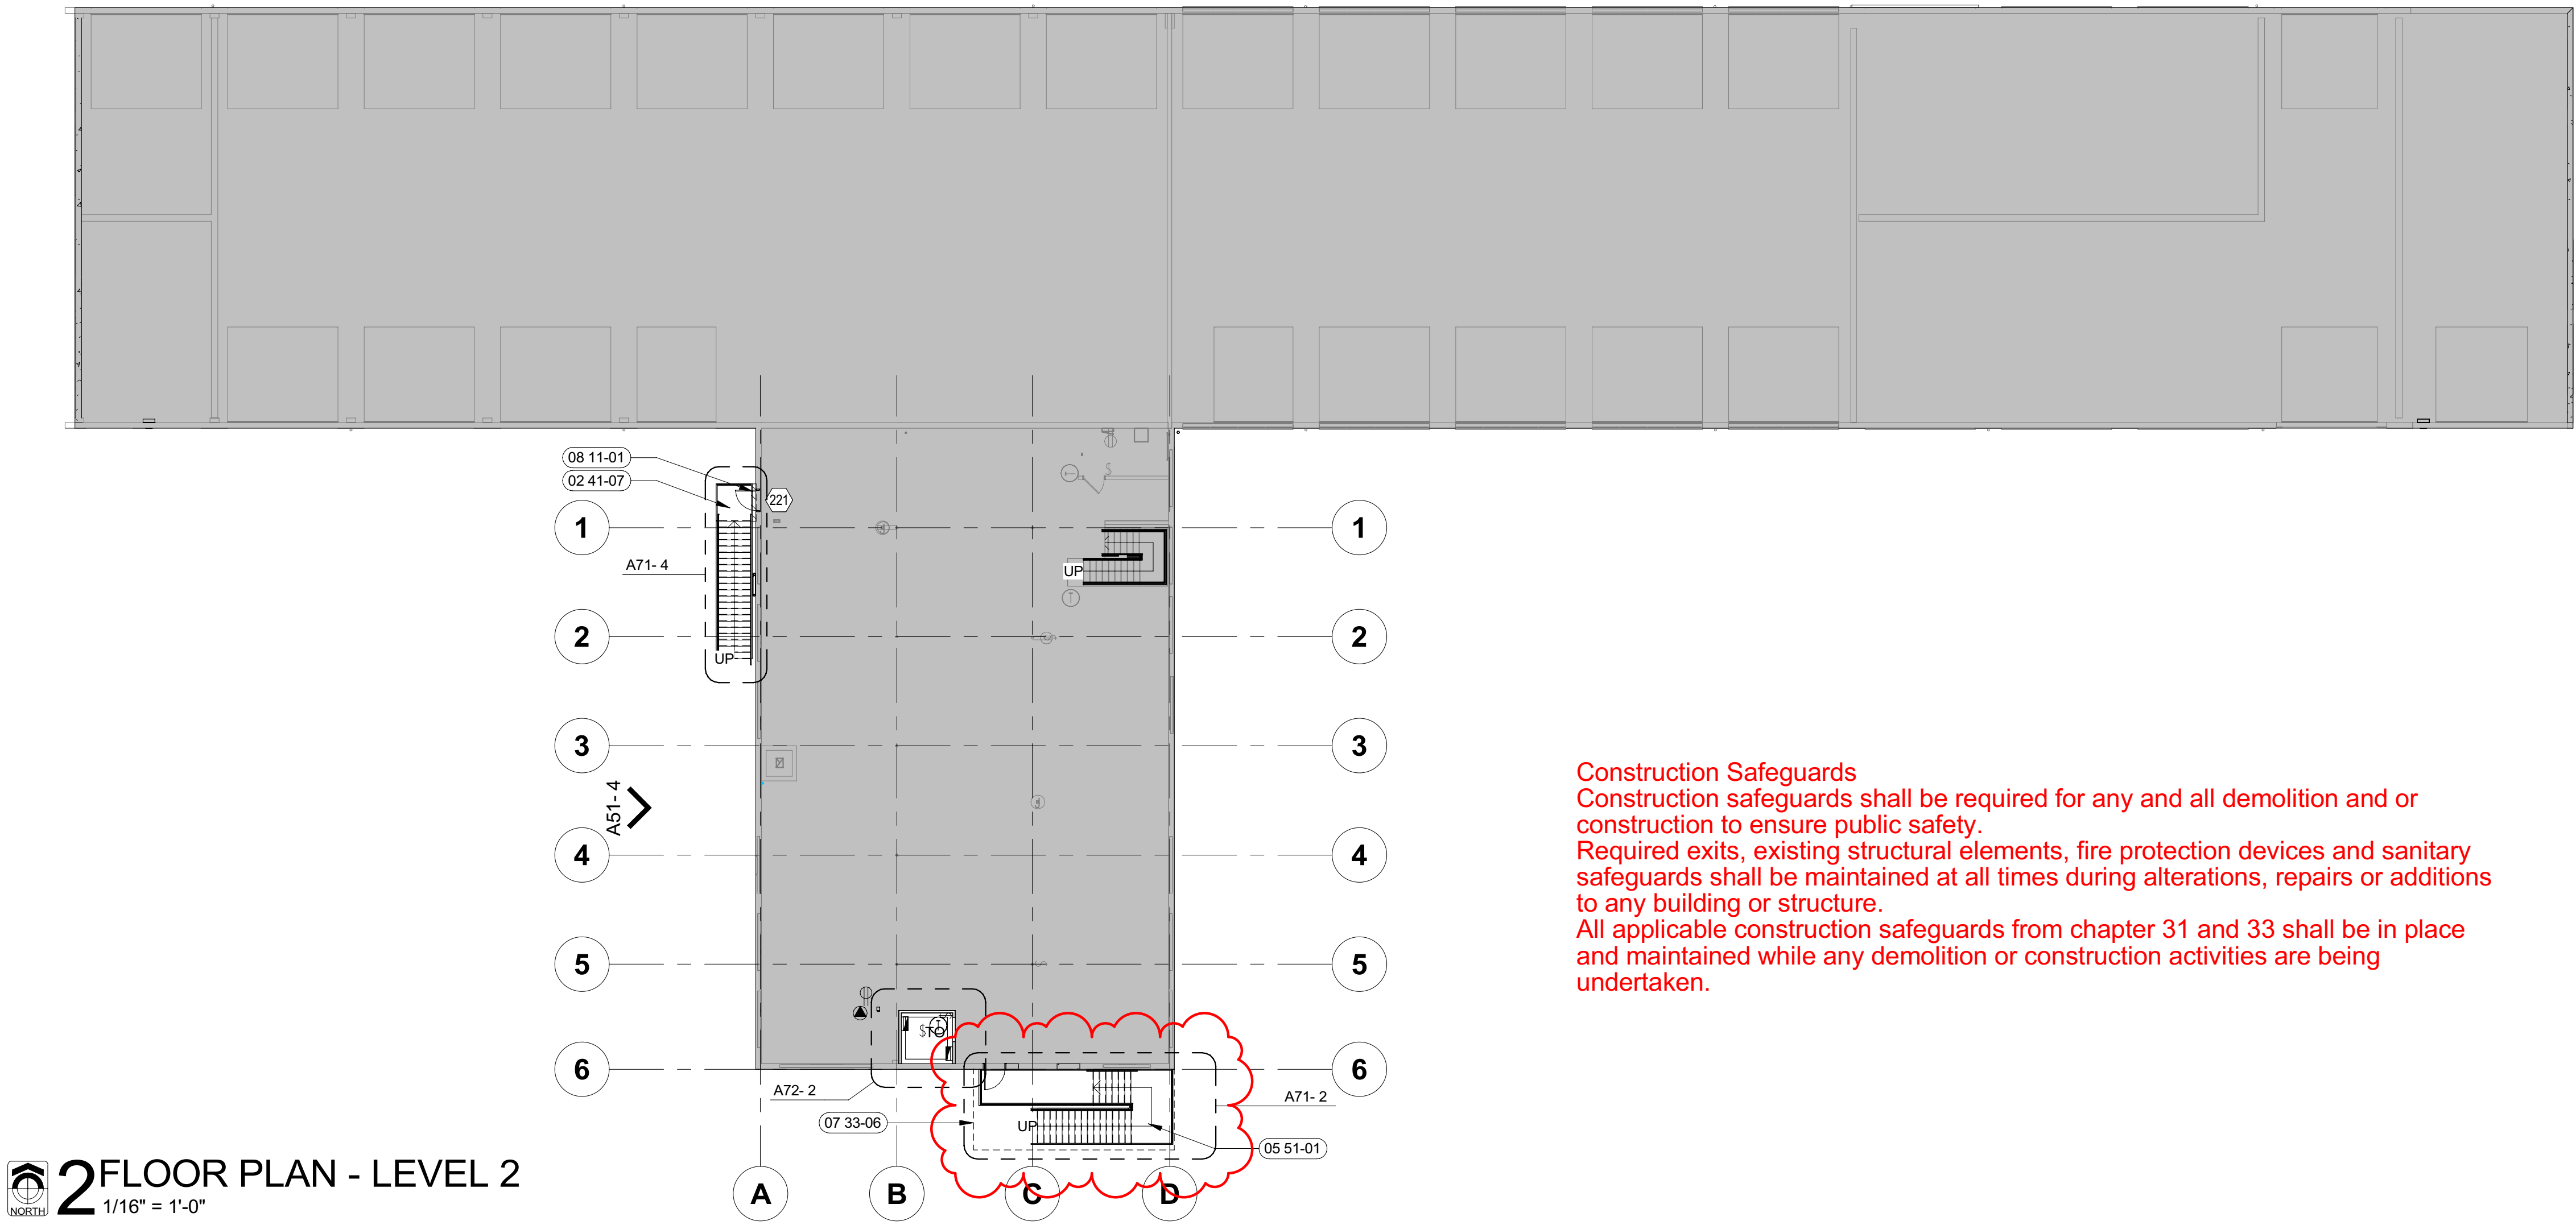 08 11-01
02 41-07
221
1
1
A71- 4
UP
UP
2
2
3
3
A51- 4
4
4
5
5
$
TO
6
6
A72- 2
A71- 2
07 33-06
UP
05 51-01
A
B
C
D
Construction Safeguards
Construction safeguards shall be required for any and all demolition and or
construction to ensure public safety.
Required exits, existing structural elements, fire protection devices and sanitary
safeguards shall be maintained at all times during alterations, repairs or additions
to any building or structure.
All applicable construction safeguards from chapter 31 and 33 shall be in place
and maintained while any demolition or construction activities are being
undertaken.
NORTH
2
FLOOR PLAN - LEVEL 2
1/16" = 1'-0"